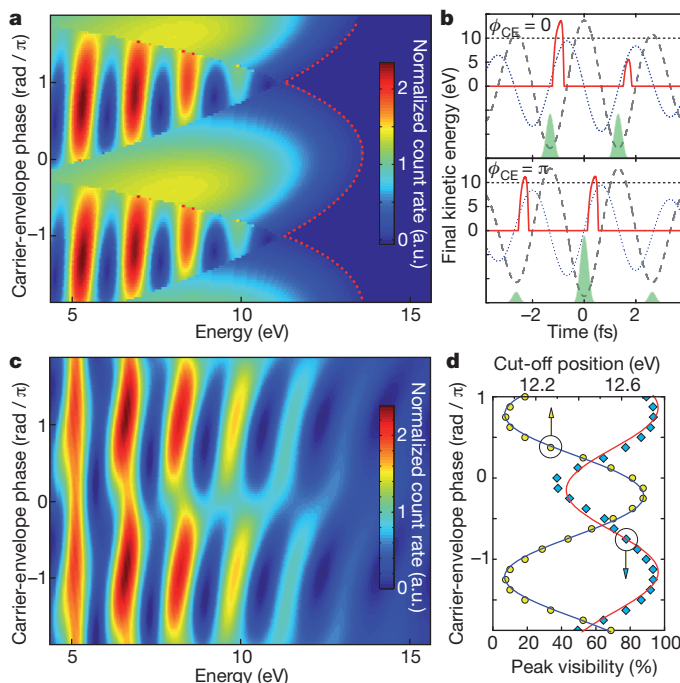 a
Carrier-envelope phase (rad / π)
1
0
−1
5
10
15
Energy (eV)
Normalized count rate (a.u.)
2
1
0
b
Final kinetic energy (eV)
ϕCE = 0
10
5
0
ϕCE = π
10
5
0
−2
0
2
Time (fs)
c
Carrier-envelope phase (rad / π)
1
0
−1
5
10
15
Energy (eV)
Normalized count rate (a.u.)
2
1
0
d
Cut-off position (eV)
12.2
12.6
Carrier-envelope phase (rad / π)
1
0
−1
0
20
40
60
80
100
Peak visibility (%)